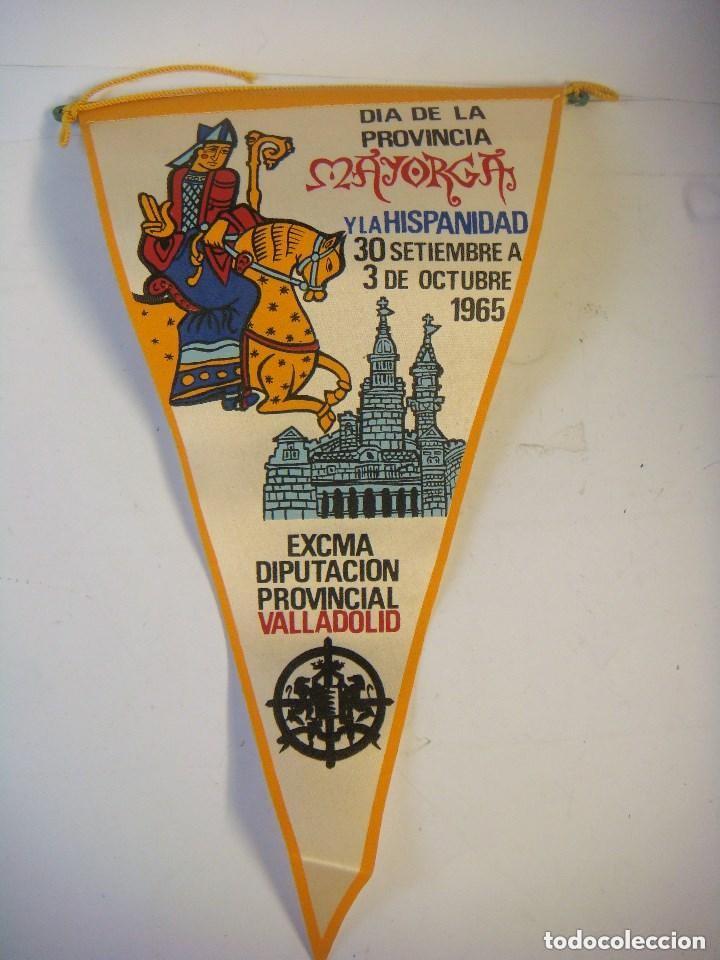 DIA DE LA
PROVINCIA
MAYORGA
Y LA HISPANIDAD
30 SETIEMBRE A
3 DE OCTUBRE
1965
EXCMA
DIPUTACION
PROVINCIAL
VALLADOLID
todocoleccion